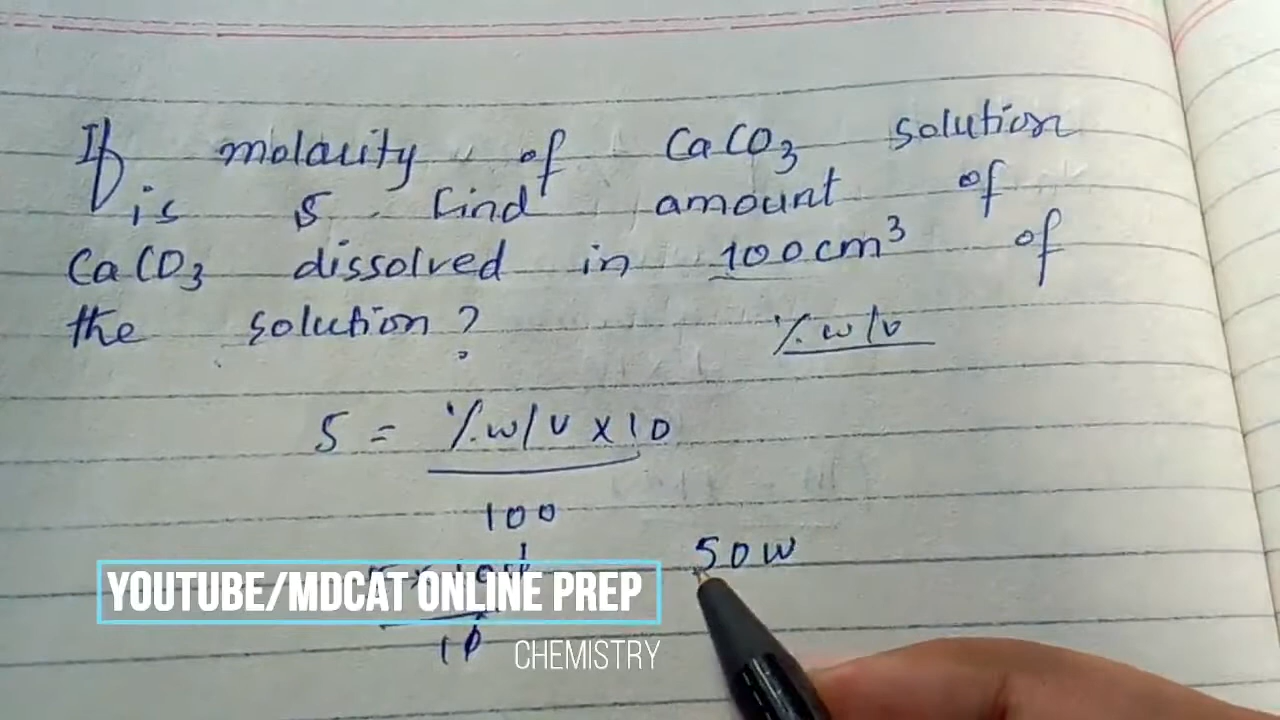 If molarity of CaCO3 solution
is 5 find amount of
CaCO3 dissolved in 100cm³ of
the solution?
%w/v
5 = %w/v x 10
100
50w
10
YOUTUBE/MDCAT ONLINE PREP
CHEMISTRY